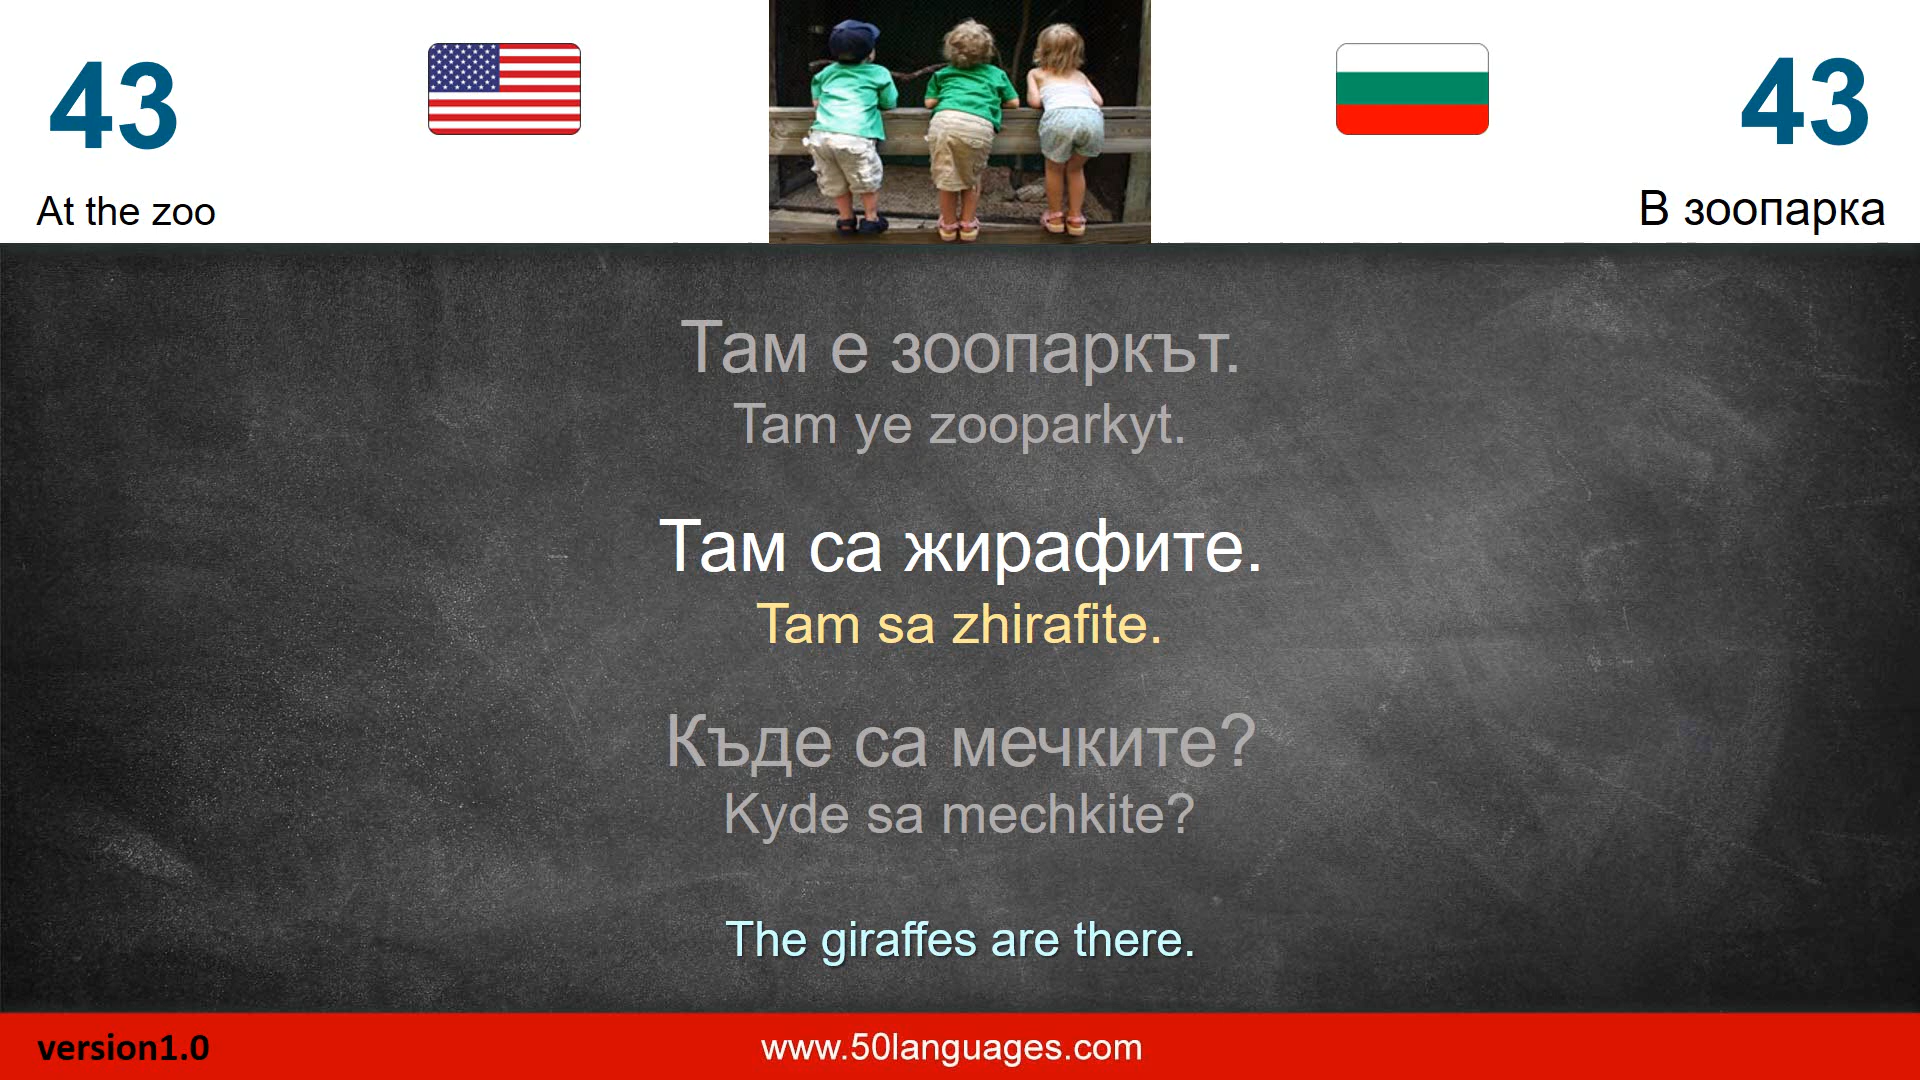 43
43
At the zoo
В зоопарка
Там е зоопаркът.
Tam ye zooparkyt.
Там са жирафите.
Tam sa zhirafite.
Къде са мечките?
Kyde sa mechkite?
The giraffes are there.
version1.0
www.50languages.com